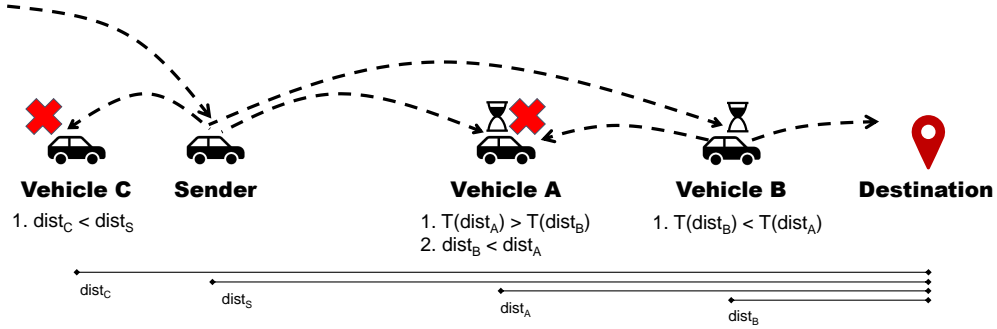 Vehicle C
Sender
Vehicle A
Vehicle B
Destination
1. dist_C < dist_S
1. T(dist_A) > T(dist_B)
2. dist_B < dist_A
1. T(dist_B) < T(dist_A)
dist_C
dist_S
dist_A
dist_B